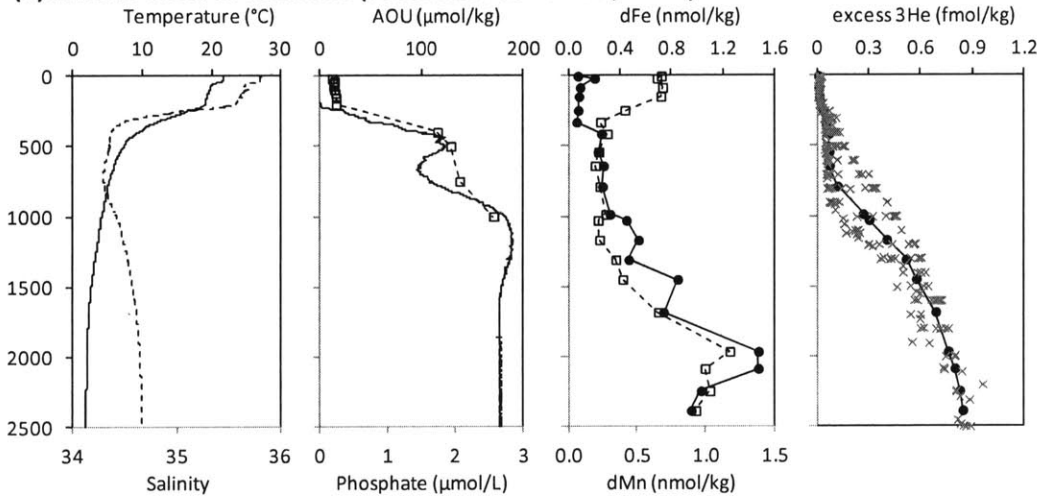 Temperature (°C)
0 10 20 30
AOU (μmol/kg)
0 100 200
dFe (nmol/kg)
0.0 0.4 0.8 1.2 1.6
excess 3He (fmol/kg)
0 0.3 0.6 0.9 1.2
0
500
1000
1500
2000
2500
34 35 36
Salinity
0 1 2 3
Phosphate (μmol/L)
0.0 0.5 1.0 1.5
dMn (nmol/kg)